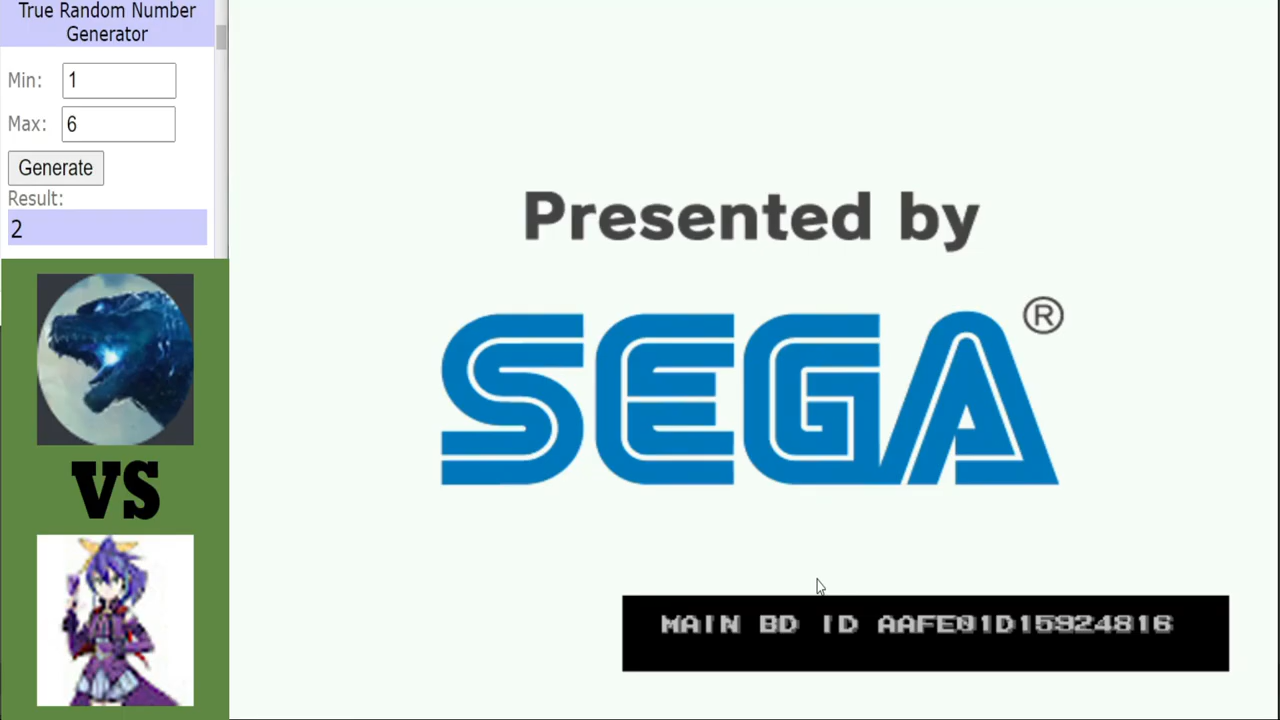 True Random Number
Generator
Min: 1
Max: 6
Generate
Result:
2
VS
Presented by
SEGA®
MAIN BD ID AAFE01D15924816